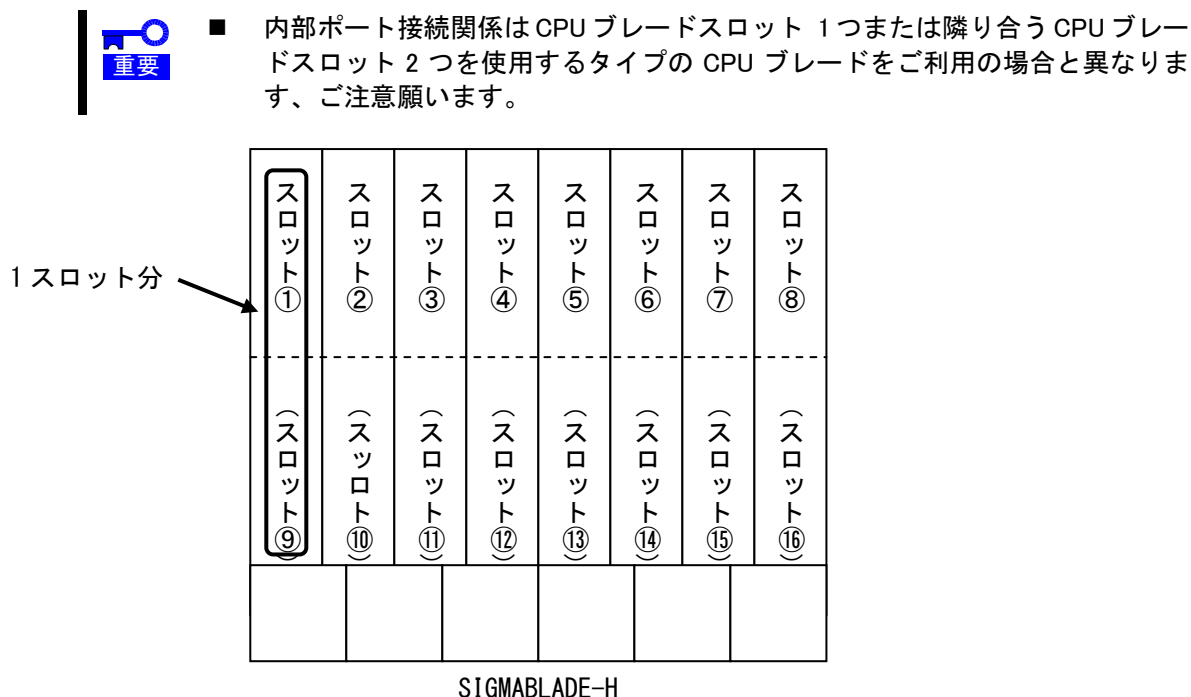 重要
■ 内部ポート接続関係は CPU ブレードスロット 1 つまたは隣り合う CPU ブレー
ドスロット 2 つを使用するタイプの CPU ブレードをご利用の場合と異なりま
す、ご注意願います。
1 スロット分
スロット①
スロット②
スロット③
スロット④
スロット⑤
スロット⑥
スロット⑦
スロット⑧
（スロット⑨）
（スッロト⑩）
（スロット⑪）
（スロット⑫）
（スロット⑬）
（スロット⑭）
（スロット⑮）
（スロット⑯）
SIGMABLADE-H